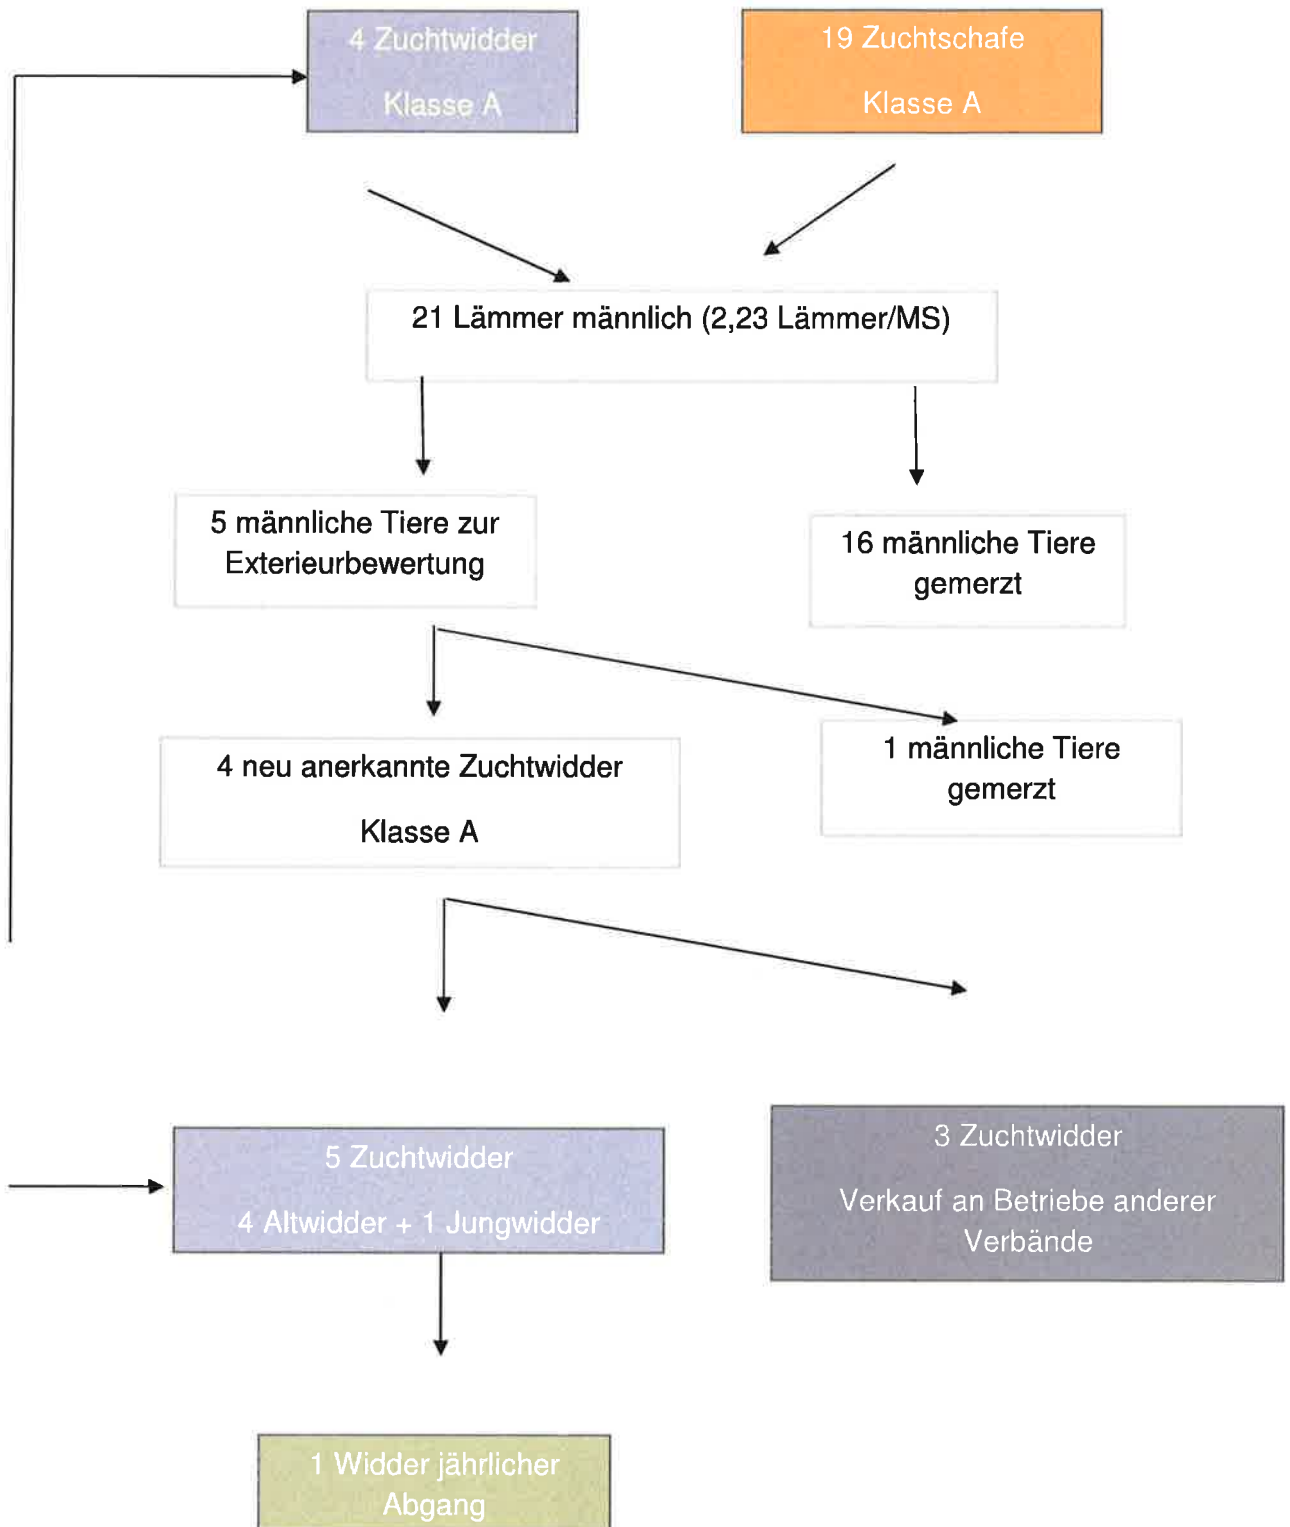 4 Zuchtwidder
Klasse A
19 Zuchtschafe
Klasse A
21 Lämmer männlich (2,23 Lämmer/MS)
5 männliche Tiere zur
Exterieurbewertung
16 männliche Tiere
gemerzt
4 neu anerkannte Zuchtwidder
Klasse A
1 männliche Tiere
gemerzt
5 Zuchtwidder
4 Altwidder + 1 Jungwidder
3 Zuchtwidder
Verkauf an Betriebe anderer
Verbände
1 Widder jährlicher
Abgang